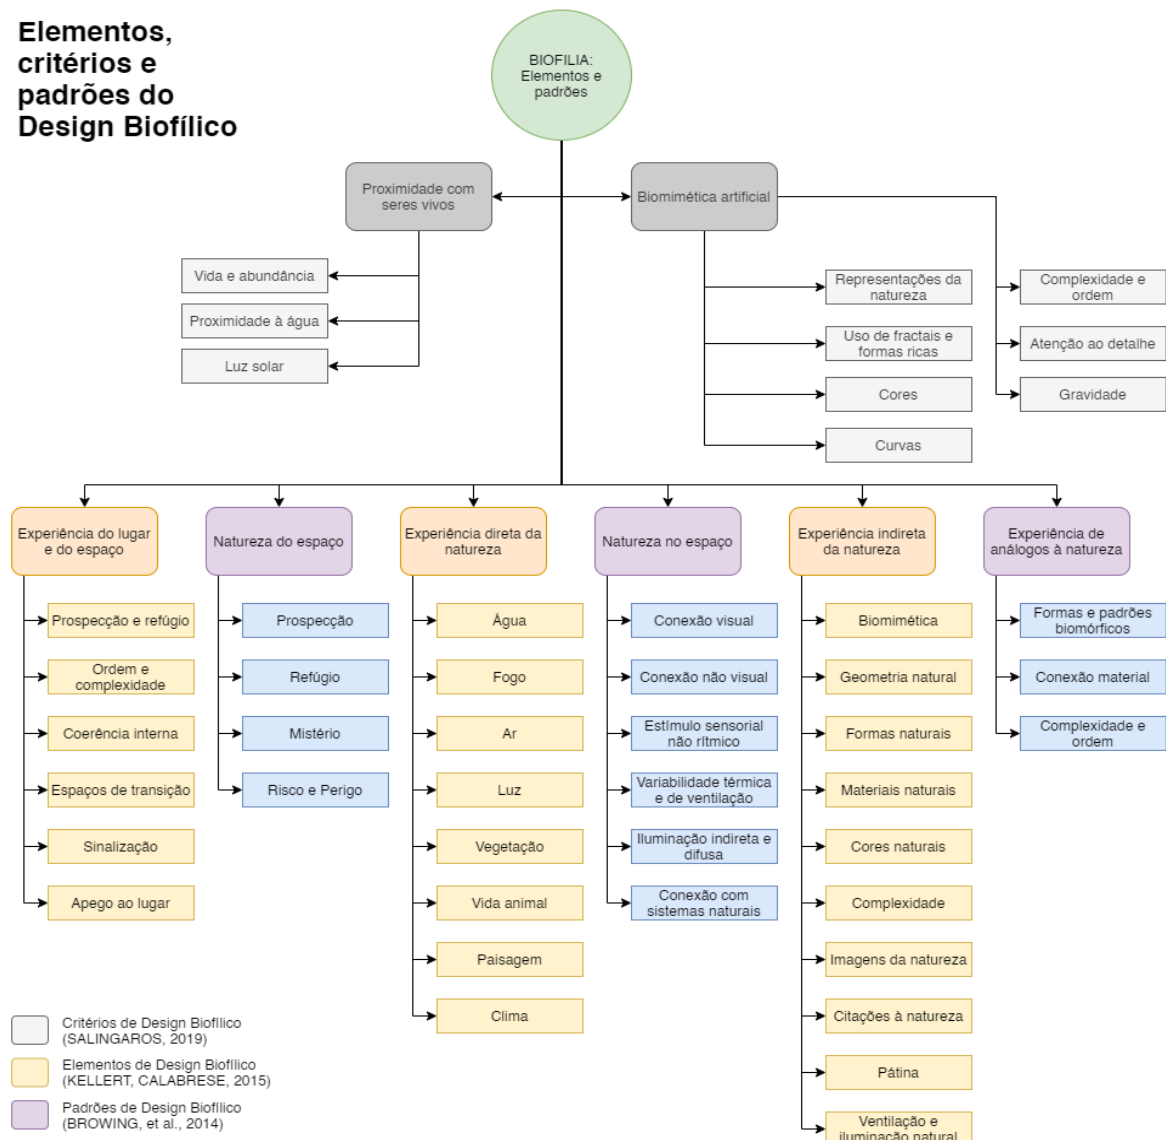 Elementos,
critérios e
padrões do
Design Biofílico
BIOFILIA:
Elementos e
padrões
Proximidade com
seres vivos
Biomimética artificial
Vida e abundância
Proximidade à água
Luz solar
Representações da
natureza
Uso de fractais e
formas ricas
Cores
Curvas
Complexidade e
ordem
Atenção ao detalhe
Gravidade
Experiência do lugar
e do espaço
Prospecção e refúgio
Ordem e
complexidade
Coerência interna
Espaços de transição
Sinalização
Apego ao lugar
Natureza do espaço
Prospecção
Refúgio
Mistério
Risco e Perigo
Experiência direta da
natureza
Água
Fogo
Ar
Luz
Vegetação
Vida animal
Paisagem
Clima
Natureza no espaço
Conexão visual
Conexão não visual
Estímulo sensorial
não rítmico
Variabilidade térmica
e de ventilação
Iluminação indireta e
difusa
Conexão com
sistemas naturais
Experiência indireta
da natureza
Biomimética
Geometria natural
Formas naturais
Materiais naturais
Cores naturais
Complexidade
Imagens da natureza
Citações à natureza
Pátina
Ventilação e
iluminação natural
Experiência de
análogos à natureza
Formas e padrões
biomórficos
Conexão material
Complexidade e
ordem
Critérios de Design Biofílico
(SALINGAROS, 2019)
Elementos de Design Biofílico
(KELLERT, CALABRESE, 2015)
Padrões de Design Biofílico
(BROWING, et al., 2014)